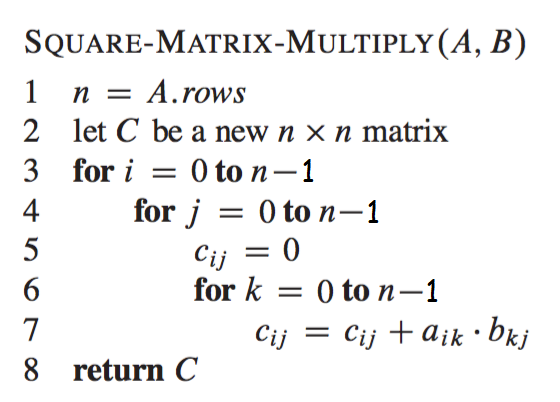 SQUARE-MATRIX-MULTIPLY(A, B)
1 n = A.rows
2 let C be a new n × n matrix
3 for i = 0 to n−1
4 for j = 0 to n−1
5 cij = 0
6 for k = 0 to n−1
7 cij = cij + aik · bkj
8 return C